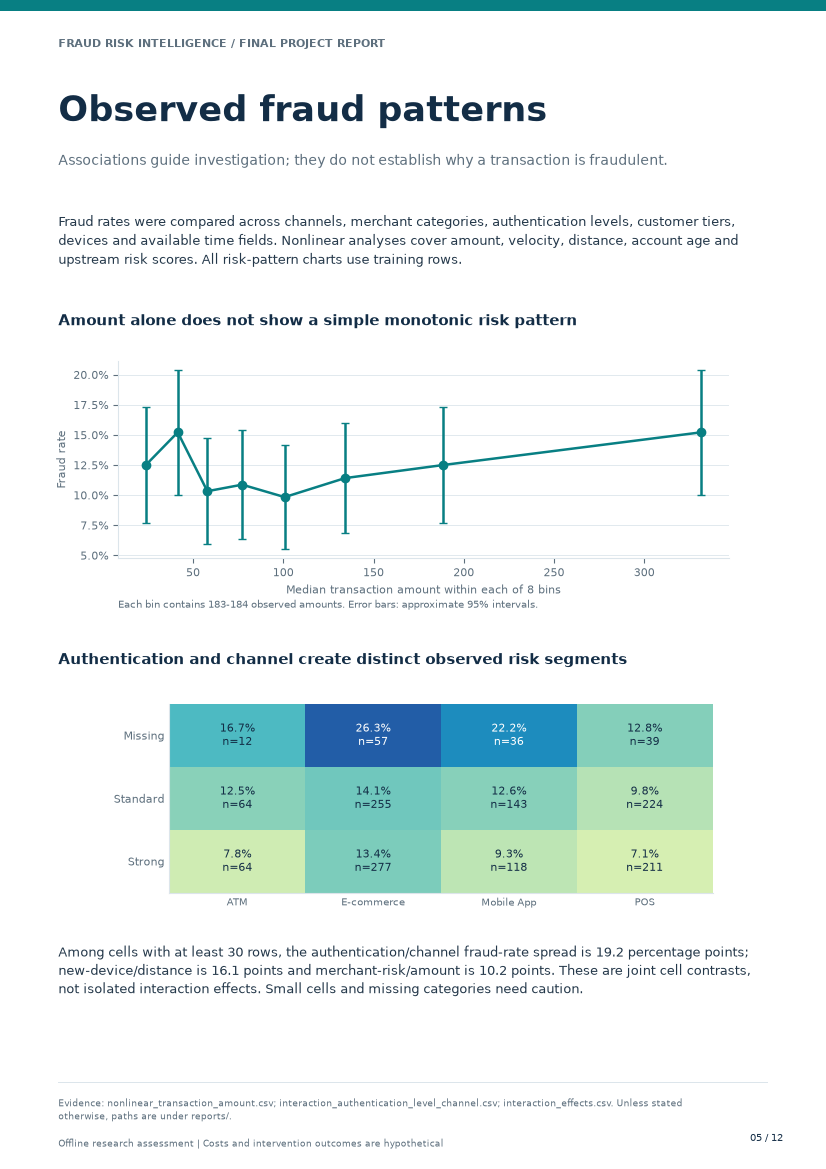 FRAUD RISK INTELLIGENCE / FINAL PROJECT REPORT
Observed fraud patterns
Associations guide investigation; they do not establish why a transaction is fraudulent.
Fraud rates were compared across channels, merchant categories, authentication levels, customer tiers,
devices and available time fields. Nonlinear analyses cover amount, velocity, distance, account age and
upstream risk scores. All risk-pattern charts use training rows.
Amount alone does not show a simple monotonic risk pattern
Fraud rate
20.0%
17.5%
15.0%
12.5%
10.0%
7.5%
5.0%
50 100 150 200 250 300
Median transaction amount within each of 8 bins
Each bin contains 183-184 observed amounts. Error bars: approximate 95% intervals.
Authentication and channel create distinct observed risk segments
Missing
16.7% 26.3% 22.2% 12.8%
n=12 n=57 n=36 n=39
Standard
12.5% 14.1% 12.6% 9.8%
n=64 n=255 n=143 n=224
Strong
7.8% 13.4% 9.3% 7.1%
n=64 n=277 n=118 n=211
ATM E-commerce Mobile App POS
Among cells with at least 30 rows, the authentication/channel fraud-rate spread is 19.2 percentage points;
new-device/distance is 16.1 points and merchant-risk/amount is 10.2 points. These are joint cell contrasts,
not isolated interaction effects. Small cells and missing categories need caution.
Evidence: nonlinear_transaction_amount.csv; interaction_authentication_level_channel.csv; interaction_effects.csv. Unless stated
otherwise, paths are under reports/.
Offline research assessment | Costs and intervention outcomes are hypothetical
05 / 12